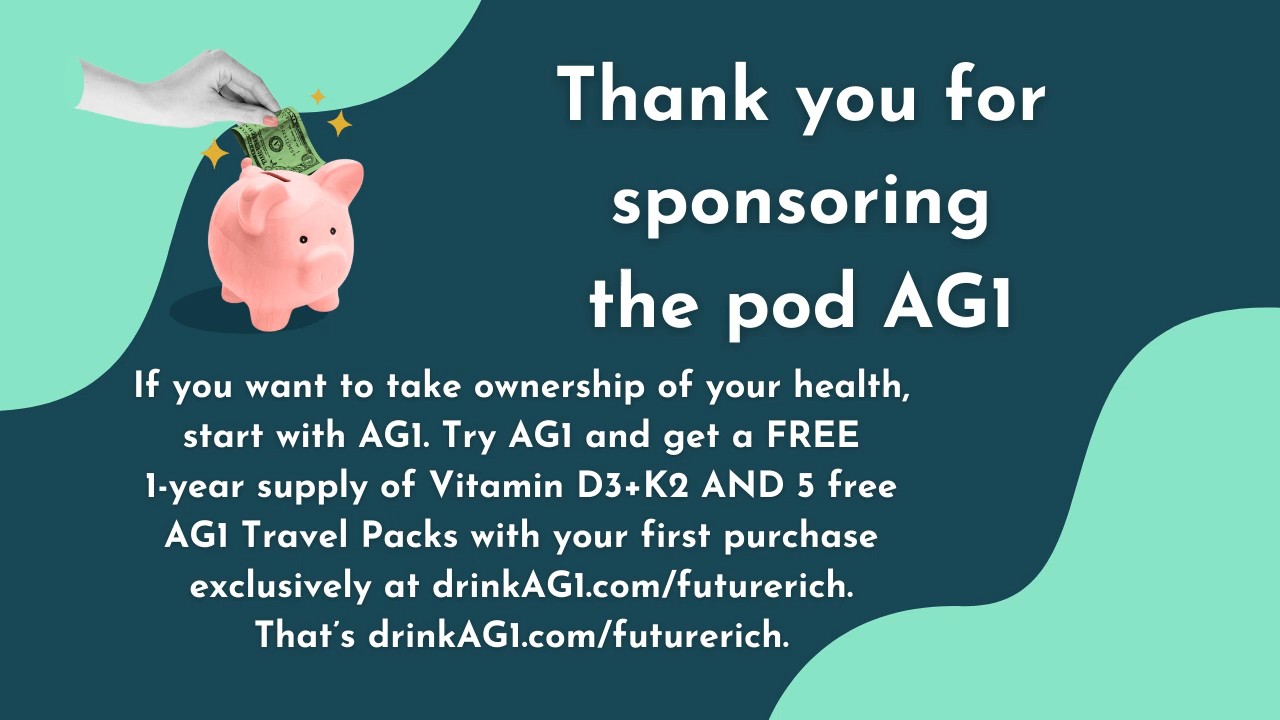 Thank you for
sponsoring
the pod AG1
If you want to take ownership of your health,
start with AG1. Try AG1 and get a FREE
1-year supply of Vitamin D3+K2 AND 5 free
AG1 Travel Packs with your first purchase
exclusively at drinkAG1.com/futurerich.
That’s drinkAG1.com/futurerich.